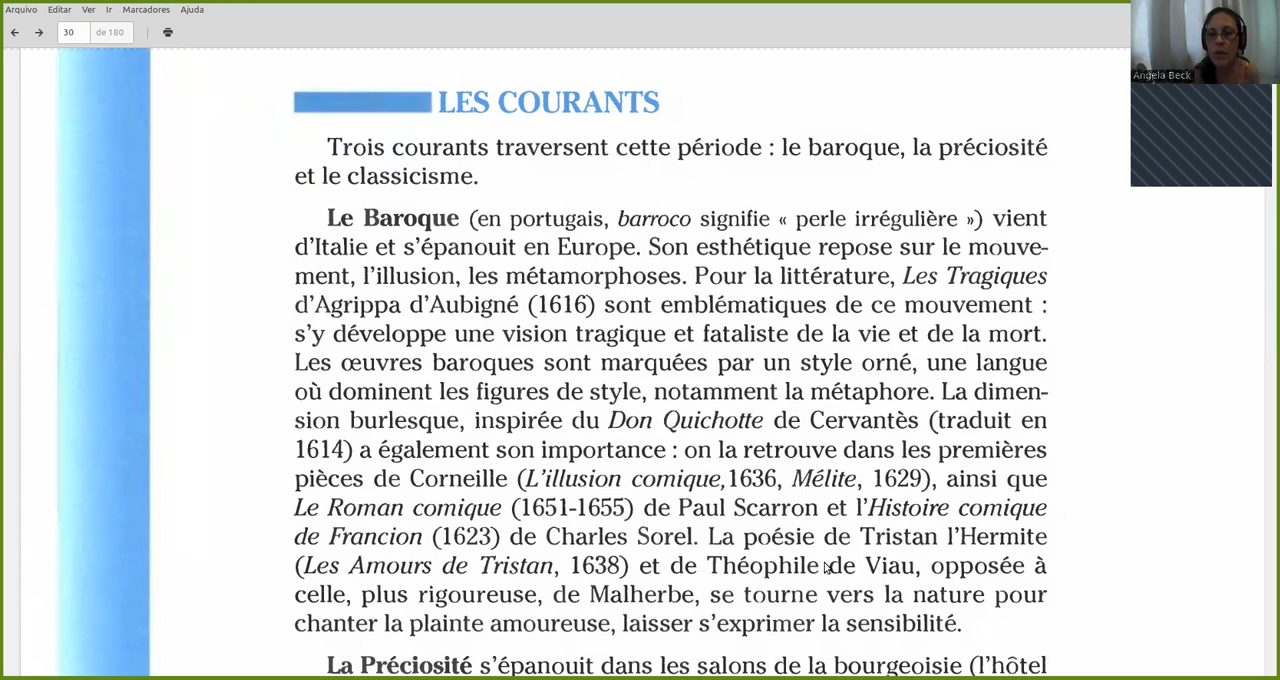 Arquivo Editar Ver Ir Marcadores Ajuda
30 de 180
Angela Beck
LES COURANTS
Trois courants traversent cette période : le baroque, la préciosité
et le classicisme.
Le Baroque (en portugais, barroco signifie « perle irrégulière ») vient
d'Italie et s'épanouit en Europe. Son esthétique repose sur le mouve-
ment, l'illusion, les métamorphoses. Pour la littérature, Les Tragiques
d'Agrippa d'Aubigné (1616) sont emblématiques de ce mouvement :
s'y développe une vision tragique et fataliste de la vie et de la mort.
Les œuvres baroques sont marquées par un style orné, une langue
où dominent les figures de style, notamment la métaphore. La dimen-
sion burlesque, inspirée du Don Quichotte de Cervantès (traduit en
1614) a également son importance : on la retrouve dans les premières
pièces de Corneille (L'illusion comique,1636, Mélite, 1629), ainsi que
Le Roman comique (1651-1655) de Paul Scarron et l'Histoire comique
de Francion (1623) de Charles Sorel. La poésie de Tristan l'Hermite
(Les Amours de Tristan, 1638) et de Théophile de Viau, opposée à
celle, plus rigoureuse, de Malherbe, se tourne vers la nature pour
chanter la plainte amoureuse, laisser s'exprimer la sensibilité.
La Préciosité s'épanouit dans les salons de la bourgeoisie (l'hôtel